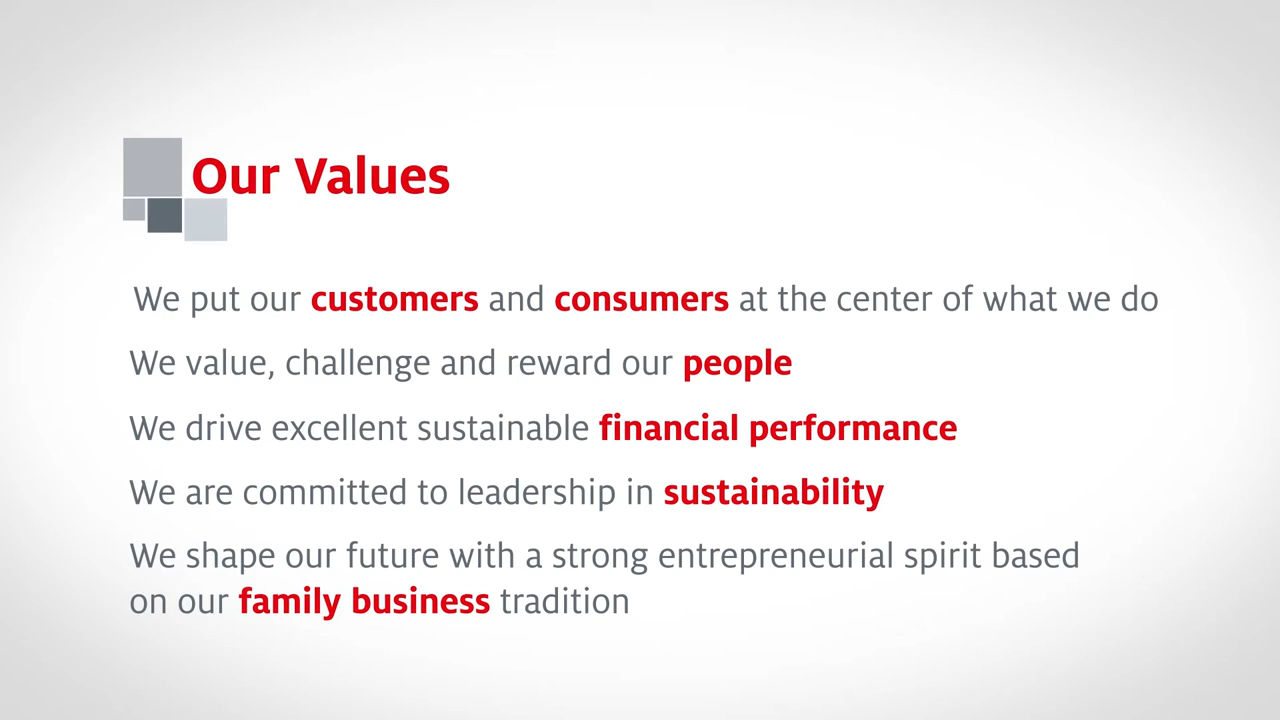 Our Values
We put our customers and consumers at the center of what we do
We value, challenge and reward our people
We drive excellent sustainable financial performance
We are committed to leadership in sustainability
We shape our future with a strong entrepreneurial spirit based
on our family business tradition